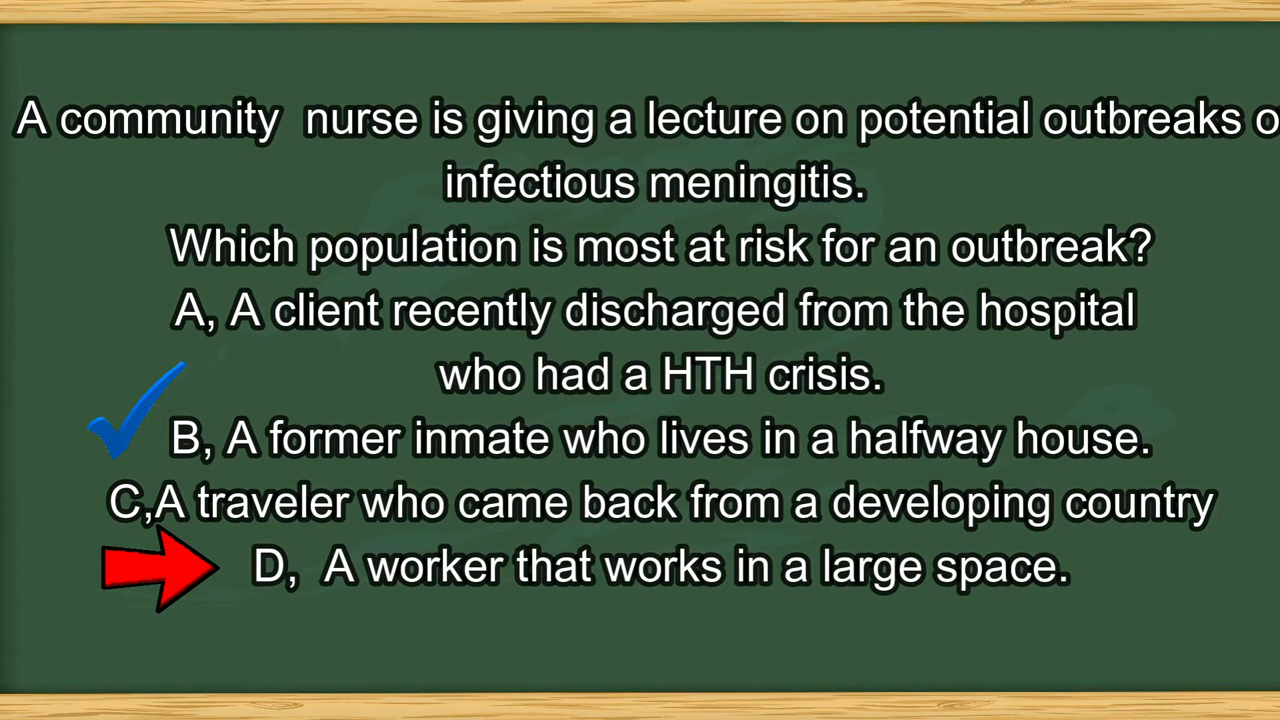 A community nurse is giving a lecture on potential outbreaks
infectious meningitis.
Which population is most at risk for an outbreak?
A, A client recently discharged from the hospital
who had a HTH crisis.
B, A former inmate who lives in a halfway house.
C,A traveler who came back from a developing country
D, A worker that works in a large space.